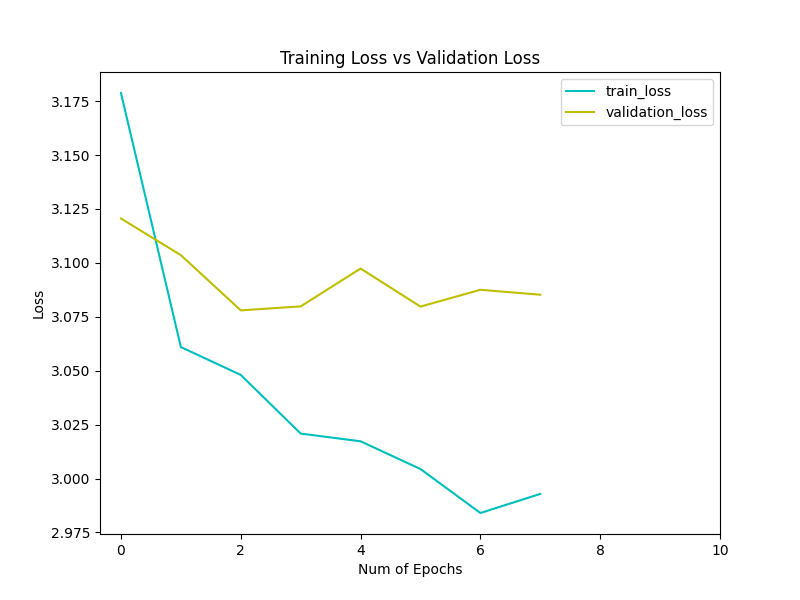 Training Loss vs Validation Loss
train_loss
validation_loss
3.175
3.150
3.125
3.100
3.075
3.050
3.025
3.000
2.975
Loss
0 2 4 6 8 10
Num of Epochs